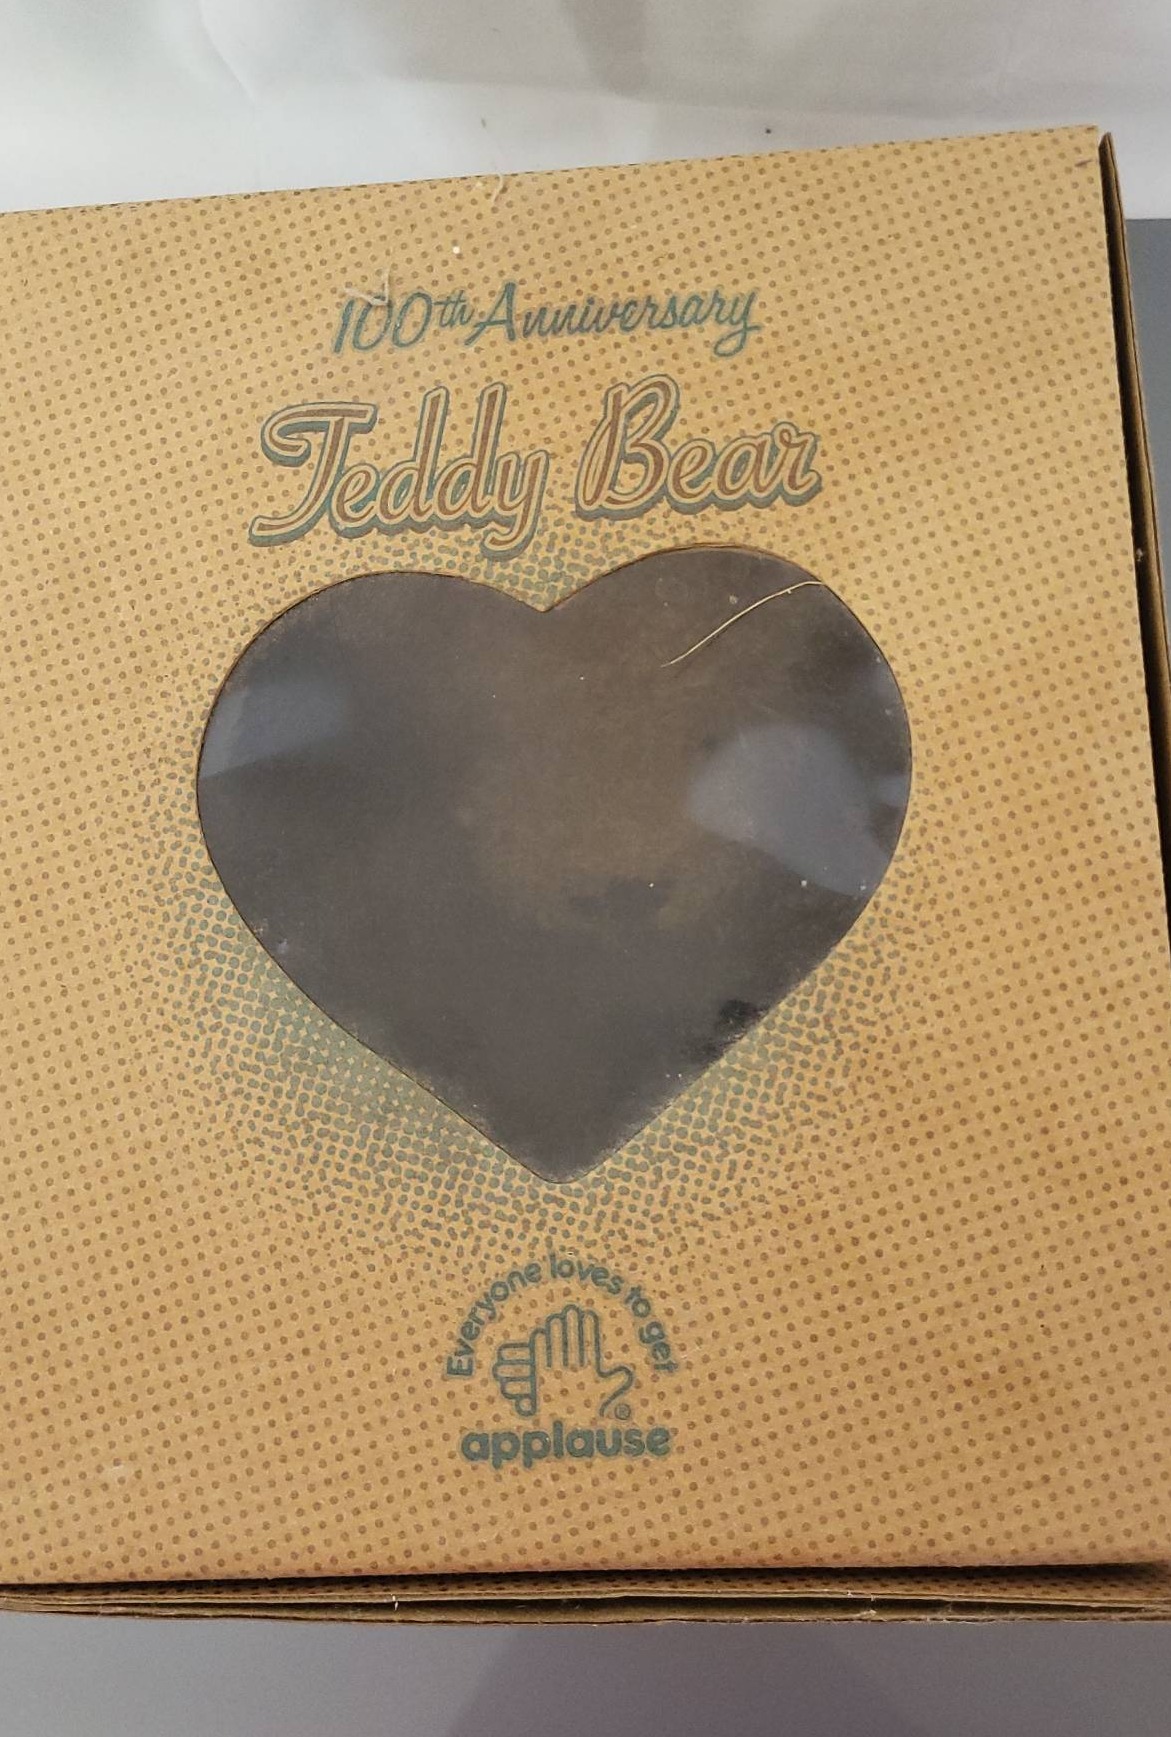 100th Anniversary
Teddy Bear
Everyone loves to get
®
applause